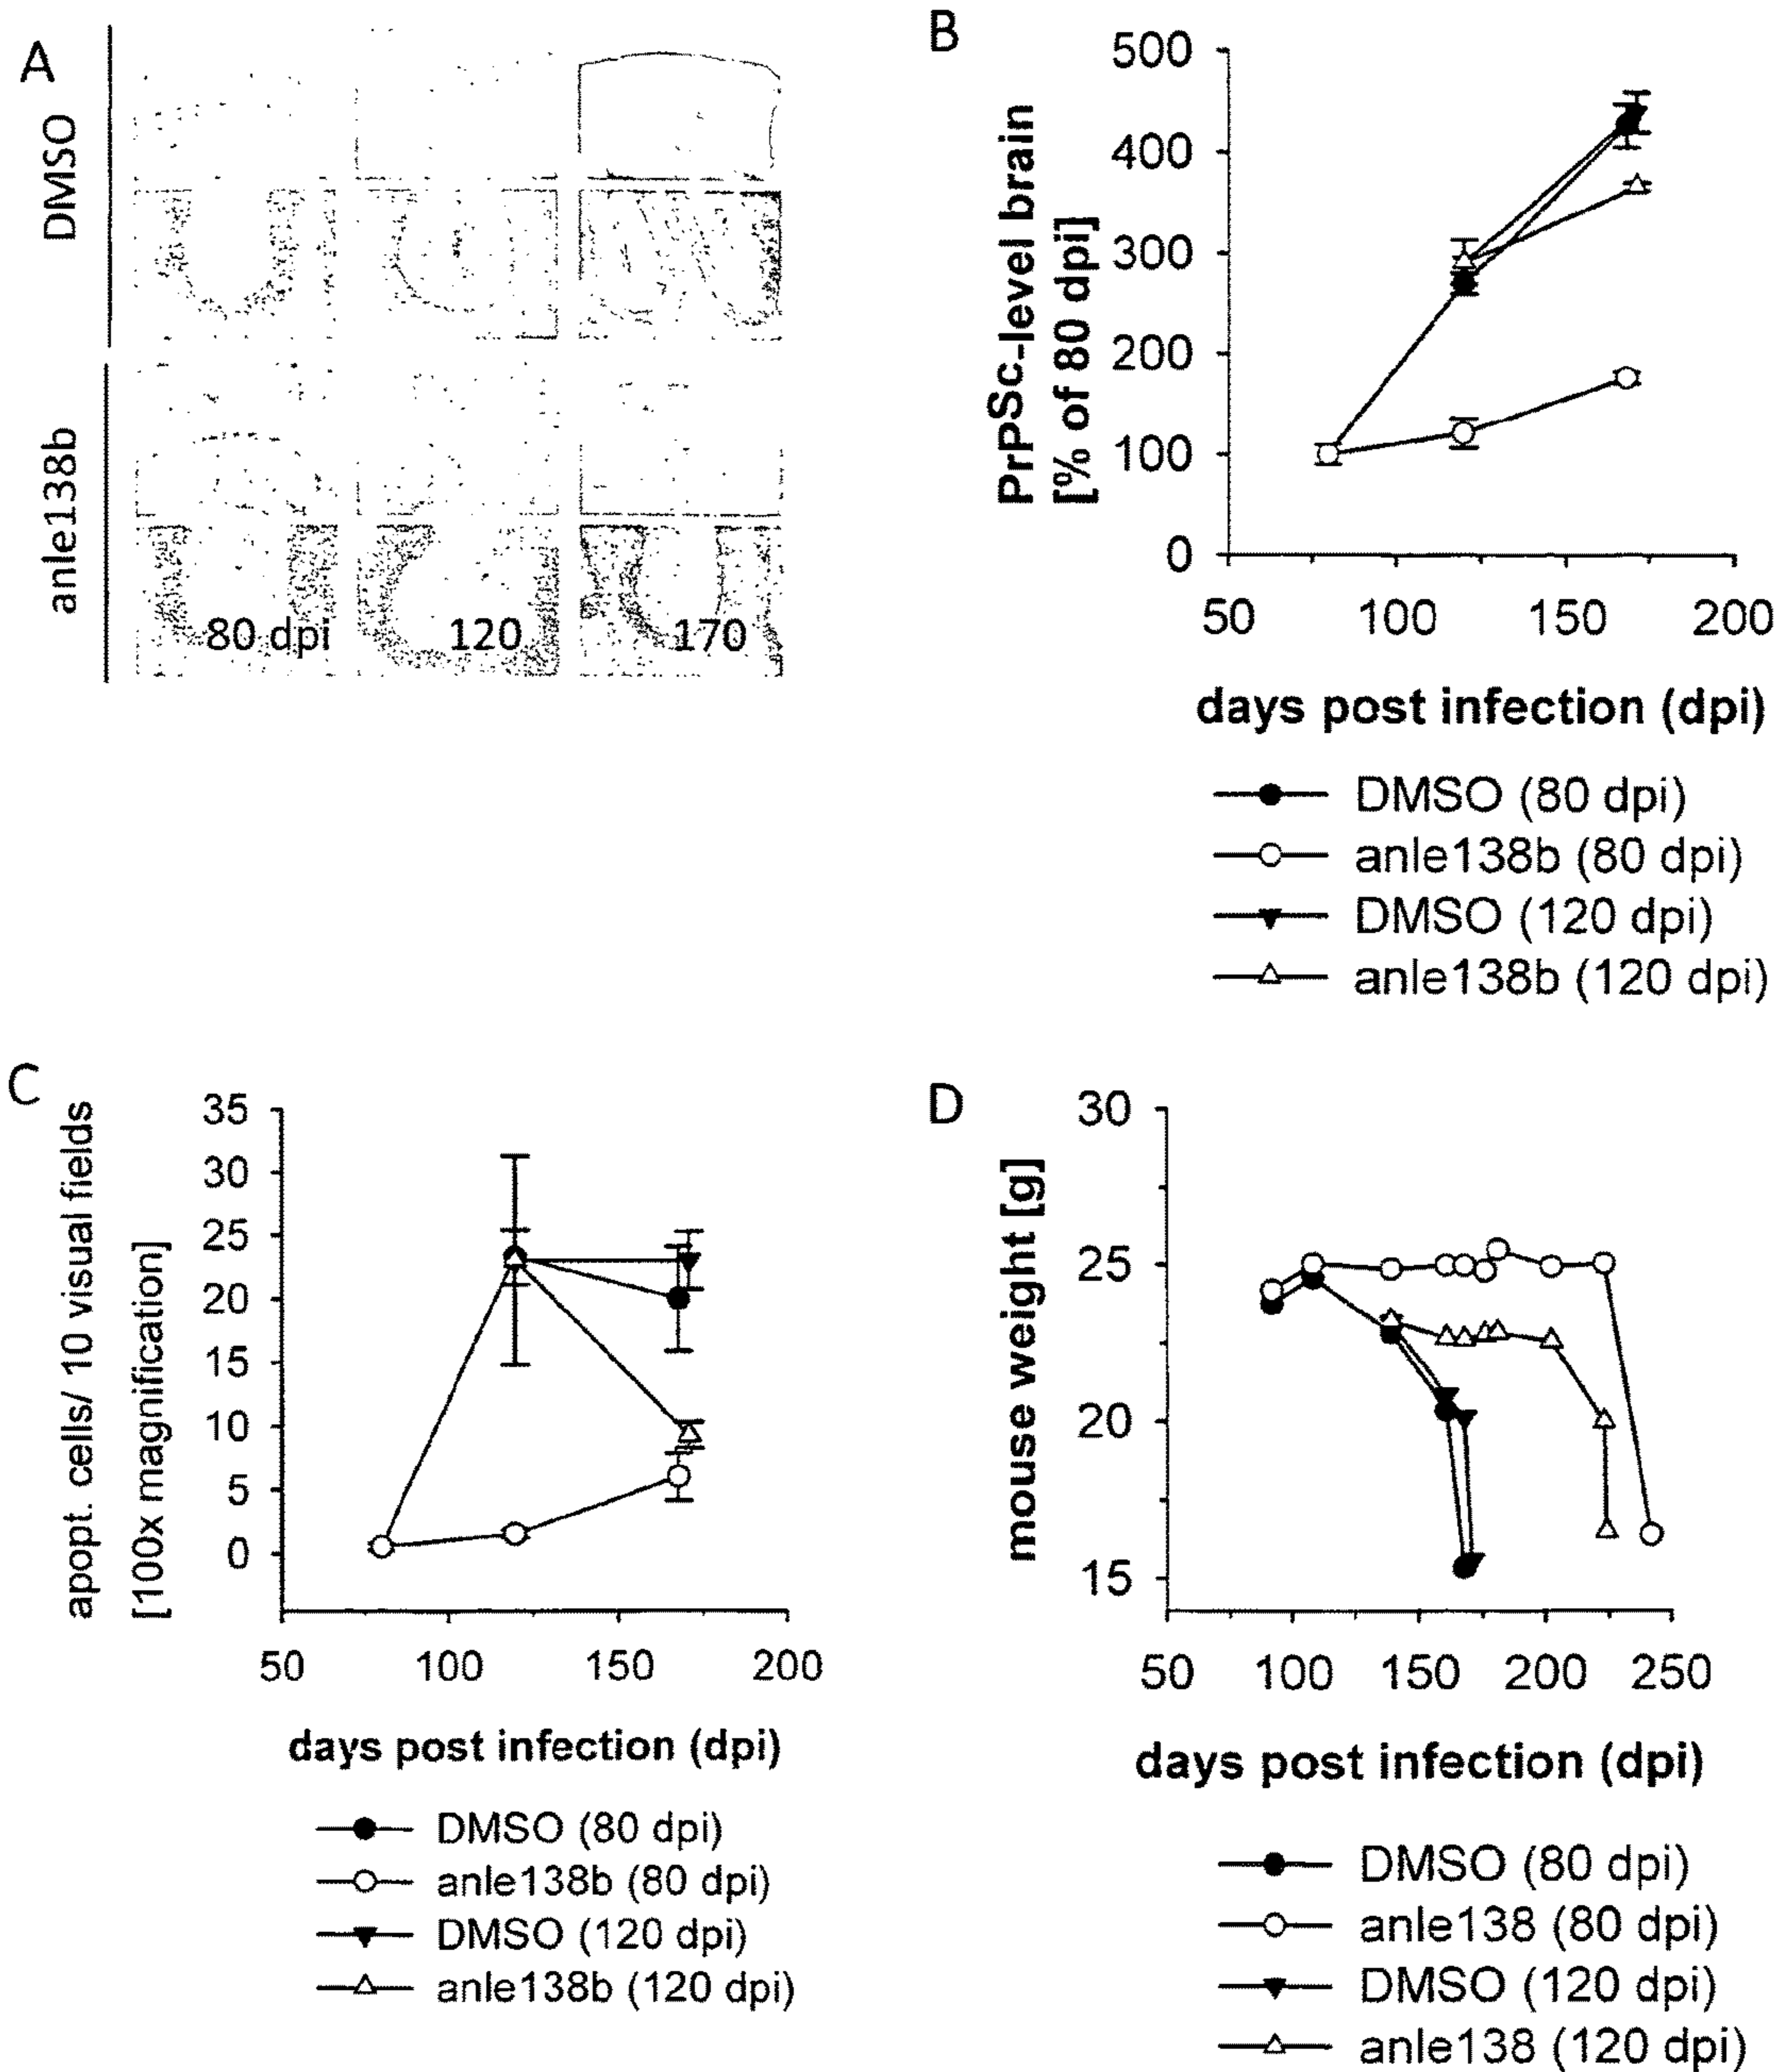 A
DMSO
anle138b
80 dpi
120
170
B
PrPSc-level brain
[% of 80 dpi]
500
400
300
200
100
0
50 100 150 200
days post infection (dpi)
DMSO (80 dpi)
anle138b (80 dpi)
DMSO (120 dpi)
anle138b (120 dpi)
C
apopt. cells/ 10 visual fields
[100x magnification]
35
30
25
20
15
10
5
0
50 100 150 200
days post infection (dpi)
DMSO (80 dpi)
anle138b (80 dpi)
DMSO (120 dpi)
anle138b (120 dpi)
D
mouse weight [g]
30
25
20
15
50 100 150 200 250
days post infection (dpi)
DMSO (80 dpi)
anle138 (80 dpi)
DMSO (120 dpi)
anle138 (120 dpi)